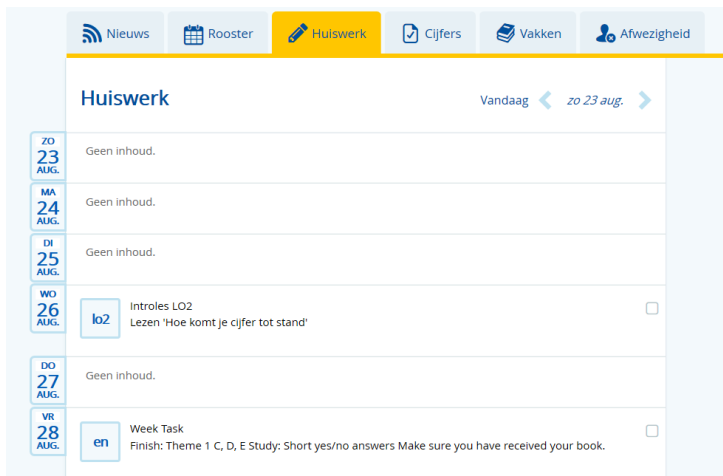 Nieuws Rooster Huiswerk Cijfers Vakken Afwezigheid
Huiswerk
Vandaag zo 23 aug.
ZO
23
AUG.
Geen inhoud.
MA
24
AUG.
Geen inhoud.
DI
25
AUG.
Geen inhoud.
WO
26
AUG.
lo2
Introles LO2
Lezen 'Hoe komt je cijfer tot stand'
DO
27
AUG.
Geen inhoud.
VR
28
AUG.
en
Week Task
Finish: Theme 1 C, D, E Study: Short yes/no answers Make sure you have received your book.